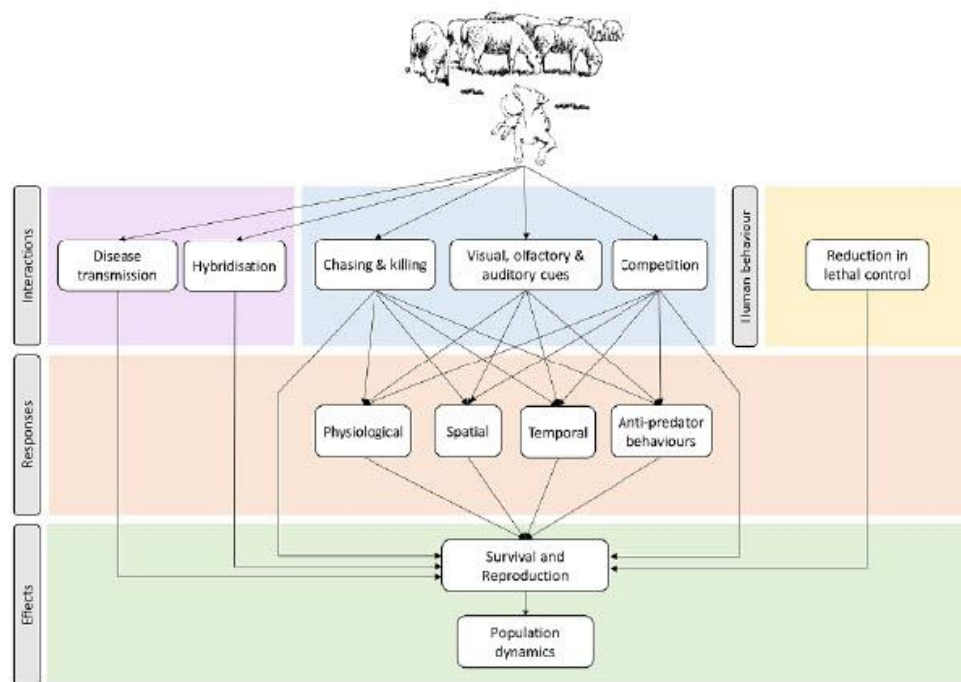 Interactions
Disease
transmission
Hybridisation
Chasing & killing
Visual, olfactory &
auditory cues
Competition
Human behaviour
Reduction in
lethal control
Responses
Physiological
Spatial
Temporal
Anti-predator
behaviours
Effects
Survival and
Reproduction
Population
dynamics